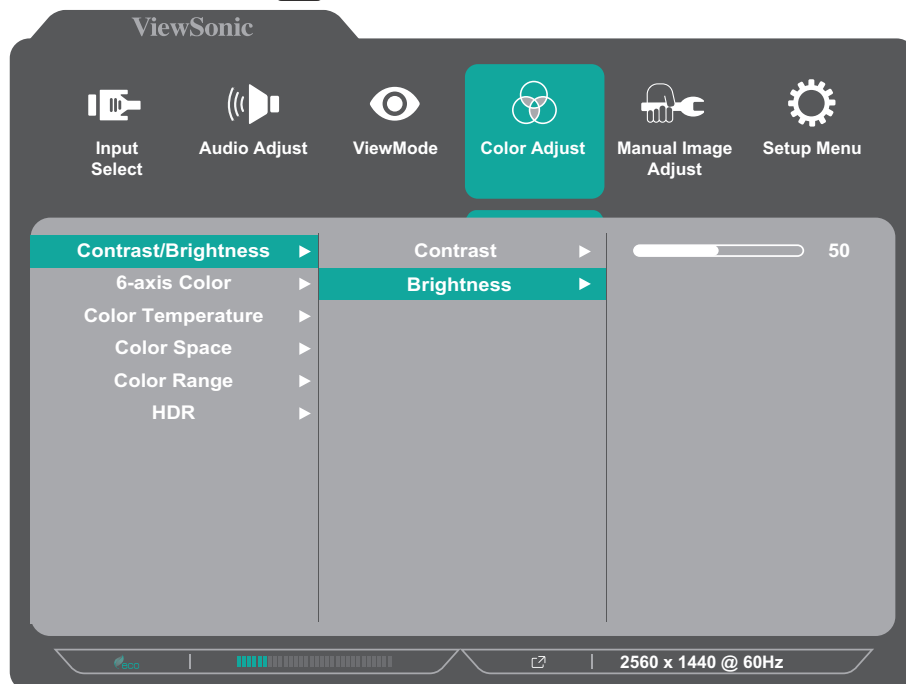 ViewSonic
Input Select
Audio Adjust
ViewMode
Color Adjust
Manual Image Adjust
Setup Menu
Contrast/Brightness
Contrast
50
6-axis Color
Brightness
Color Temperature
Color Space
Color Range
HDR
eco
2560 x 1440 @ 60Hz